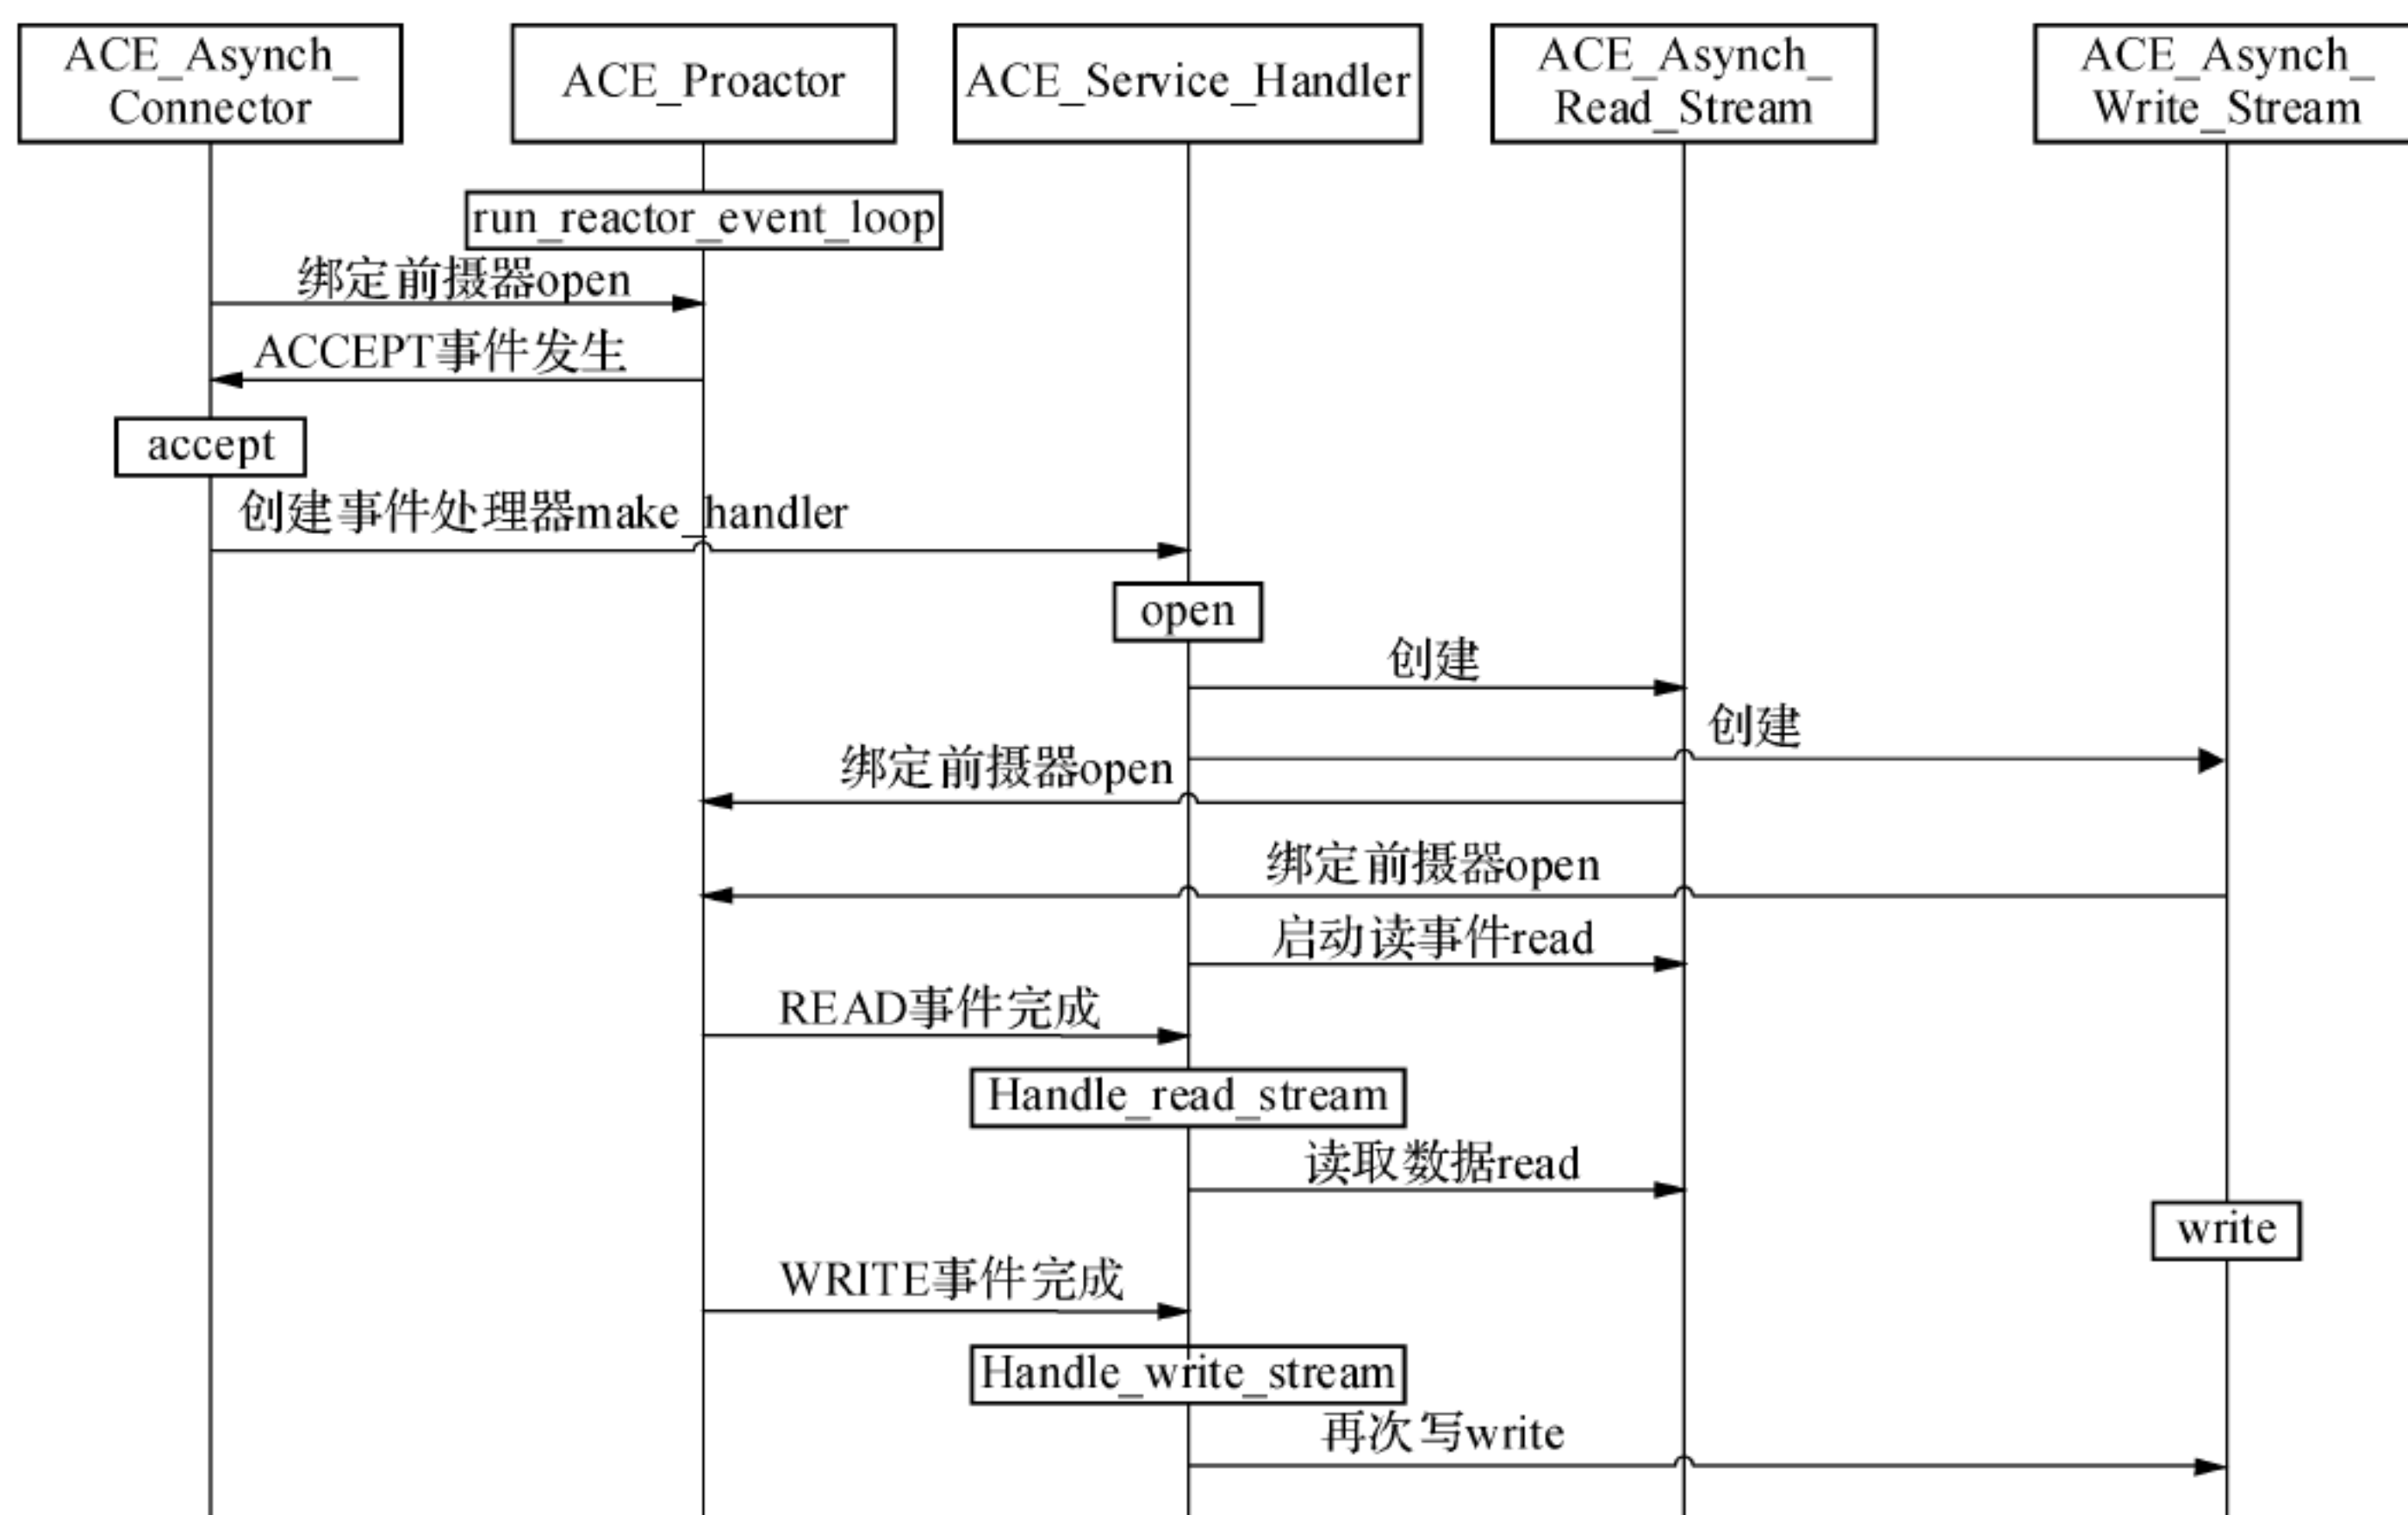 ACE_Asynch_
Connector
ACE_Proactor
ACE_Service_Handler
ACE_Asynch_
Read_Stream
ACE_Asynch_
Write_Stream
run_reactor_event_loop
绑定前摄器open
ACCEPT事件发生
accept
创建事件处理器make_handler
open
创建
创建
绑定前摄器open
绑定前摄器open
启动读事件read
READ事件完成
Handle_read_stream
读取数据read
write
WRITE事件完成
Handle_write_stream
再次写write